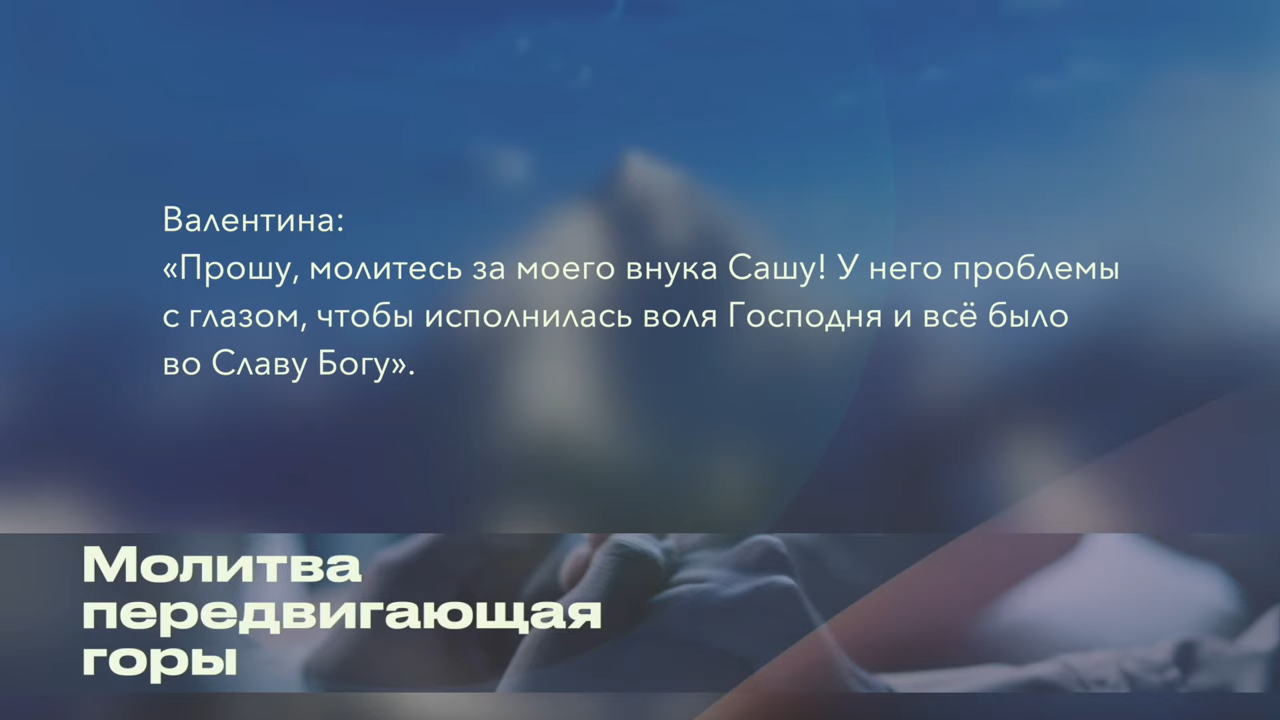 Валентина:
«Прошу, молитесь за моего внука Сашу! У него проблемы
с глазом, чтобы исполнилась воля Господня и всё было
во Славу Богу».
Молитва
передвигающая
горы